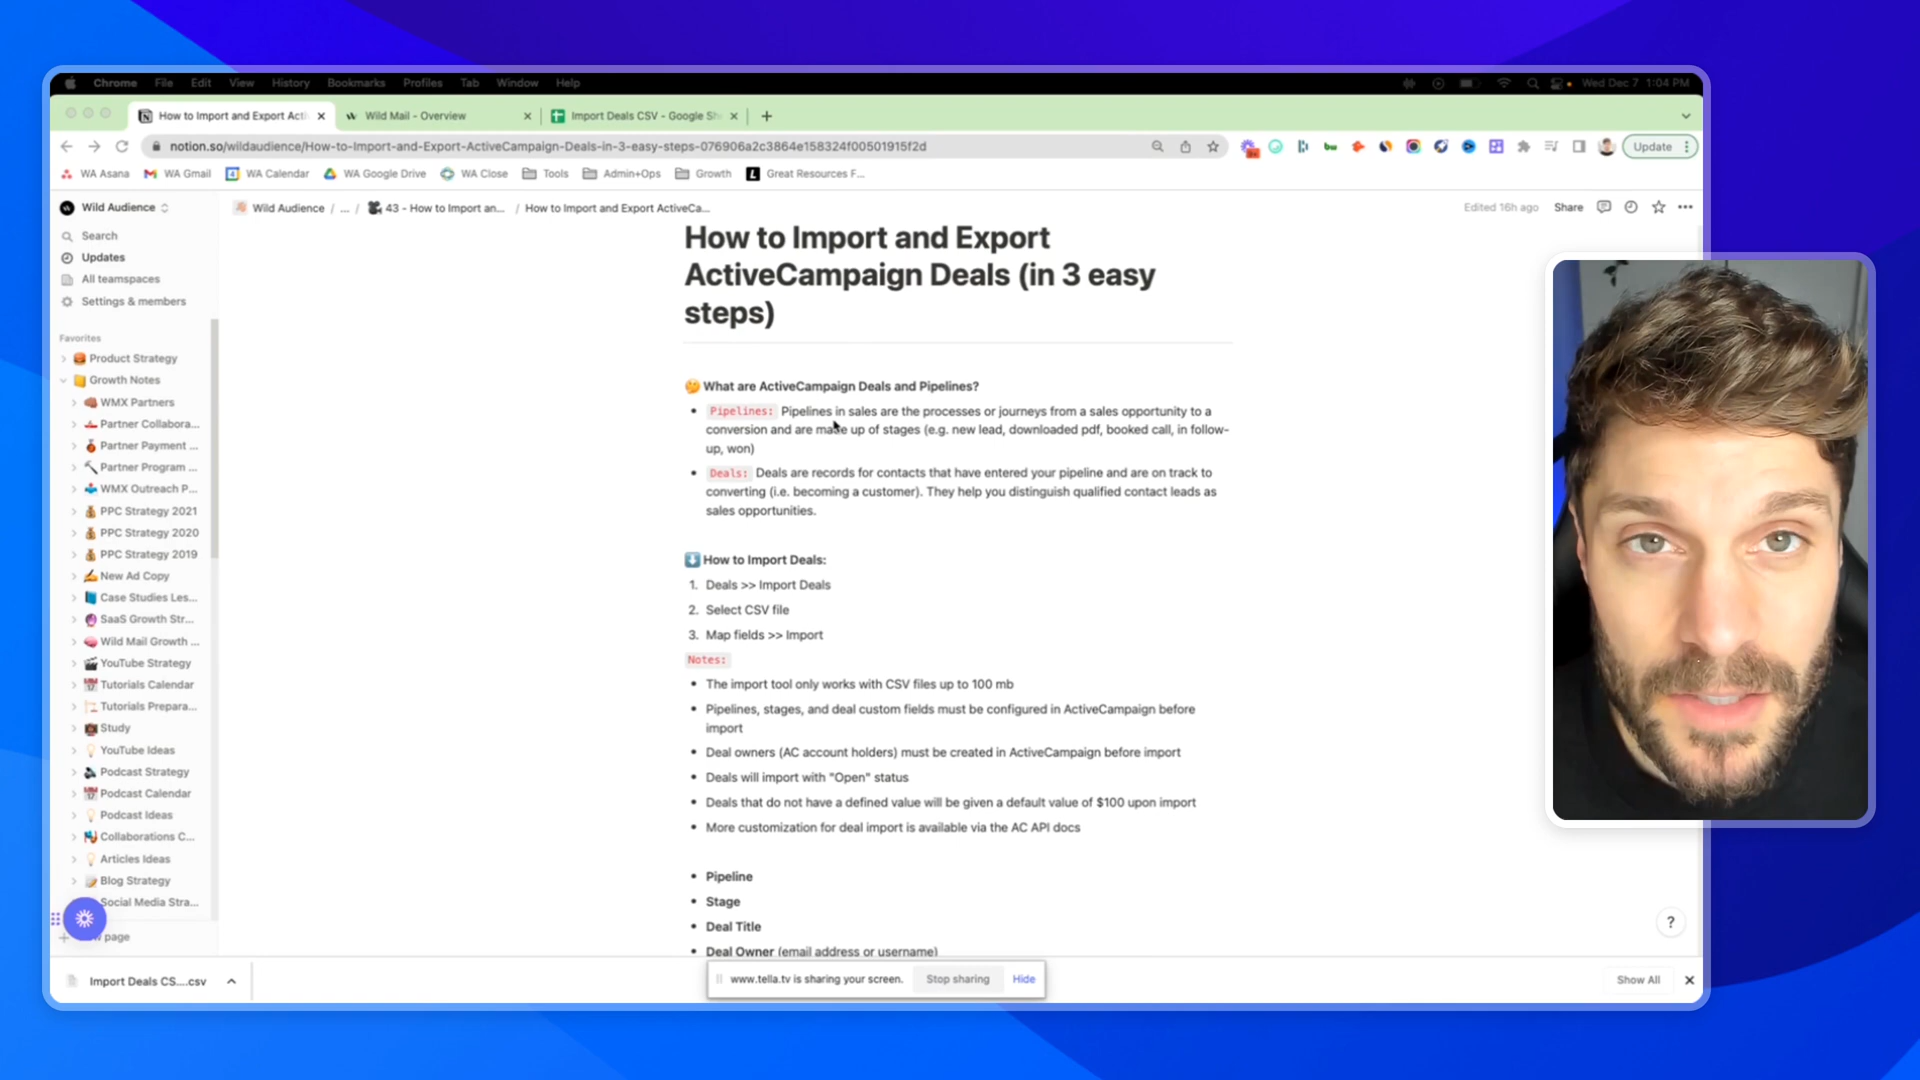 Chrome File Edit View History Bookmarks Profiles Tab Window Help
Wed Dec 7 1:04 PM
How to Import and Export Acti
Wild Mail - Overview
Import Deals CSV - Google Sh
notion.so/wildaudience/How-to-Import-and-Export-ActiveCampaign-Deals-in-3-easy-steps-076906a2c3864e158324f00501915f2d
Update
WA Asana
WA Gmail
WA Calendar
WA Google Drive
WA Close
Tools
Admin+Ops
Growth
Great Resources F...
Wild Audience
Wild Audience / ... / 43 - How to Import an... / How to Import and Export ActiveCa...
Edited 16h ago
Share
Search
Updates
All teamspaces
Settings & members
Favorites
Product Strategy
Growth Notes
WMX Partners
Partner Collabora...
Partner Payment ...
Partner Program ...
WMX Outreach P...
PPC Strategy 2021
PPC Strategy 2020
PPC Strategy 2019
New Ad Copy
Case Studies Les...
SaaS Growth Str...
Wild Mail Growth ...
YouTube Strategy
Tutorials Calendar
Tutorials Prepara...
Study
YouTube Ideas
Podcast Strategy
Podcast Calendar
Podcast Ideas
Collaborations C...
Articles Ideas
Blog Strategy
Social Media Stra...
page
How to Import and Export
ActiveCampaign Deals (in 3 easy
steps)
What are ActiveCampaign Deals and Pipelines?
• Pipelines: Pipelines in sales are the processes or journeys from a sales opportunity to a
conversion and are made up of stages (e.g. new lead, downloaded pdf, booked call, in follow-
up, won)
• Deals: Deals are records for contacts that have entered your pipeline and are on track to
converting (i.e. becoming a customer). They help you distinguish qualified contact leads as
sales opportunities.
How to Import Deals:
1. Deals >> Import Deals
2. Select CSV file
3. Map fields >> Import
Notes:
• The import tool only works with CSV files up to 100 mb
• Pipelines, stages, and deal custom fields must be configured in ActiveCampaign before
import
• Deal owners (AC account holders) must be created in ActiveCampaign before import
• Deals will import with "Open" status
• Deals that do not have a defined value will be given a default value of $100 upon import
• More customization for deal import is available via the AC API docs
• Pipeline
• Stage
• Deal Title
• Deal Owner (email address or username)
?
Import Deals CS....csv
www.tella.tv is sharing your screen.
Stop sharing
Hide
Show All